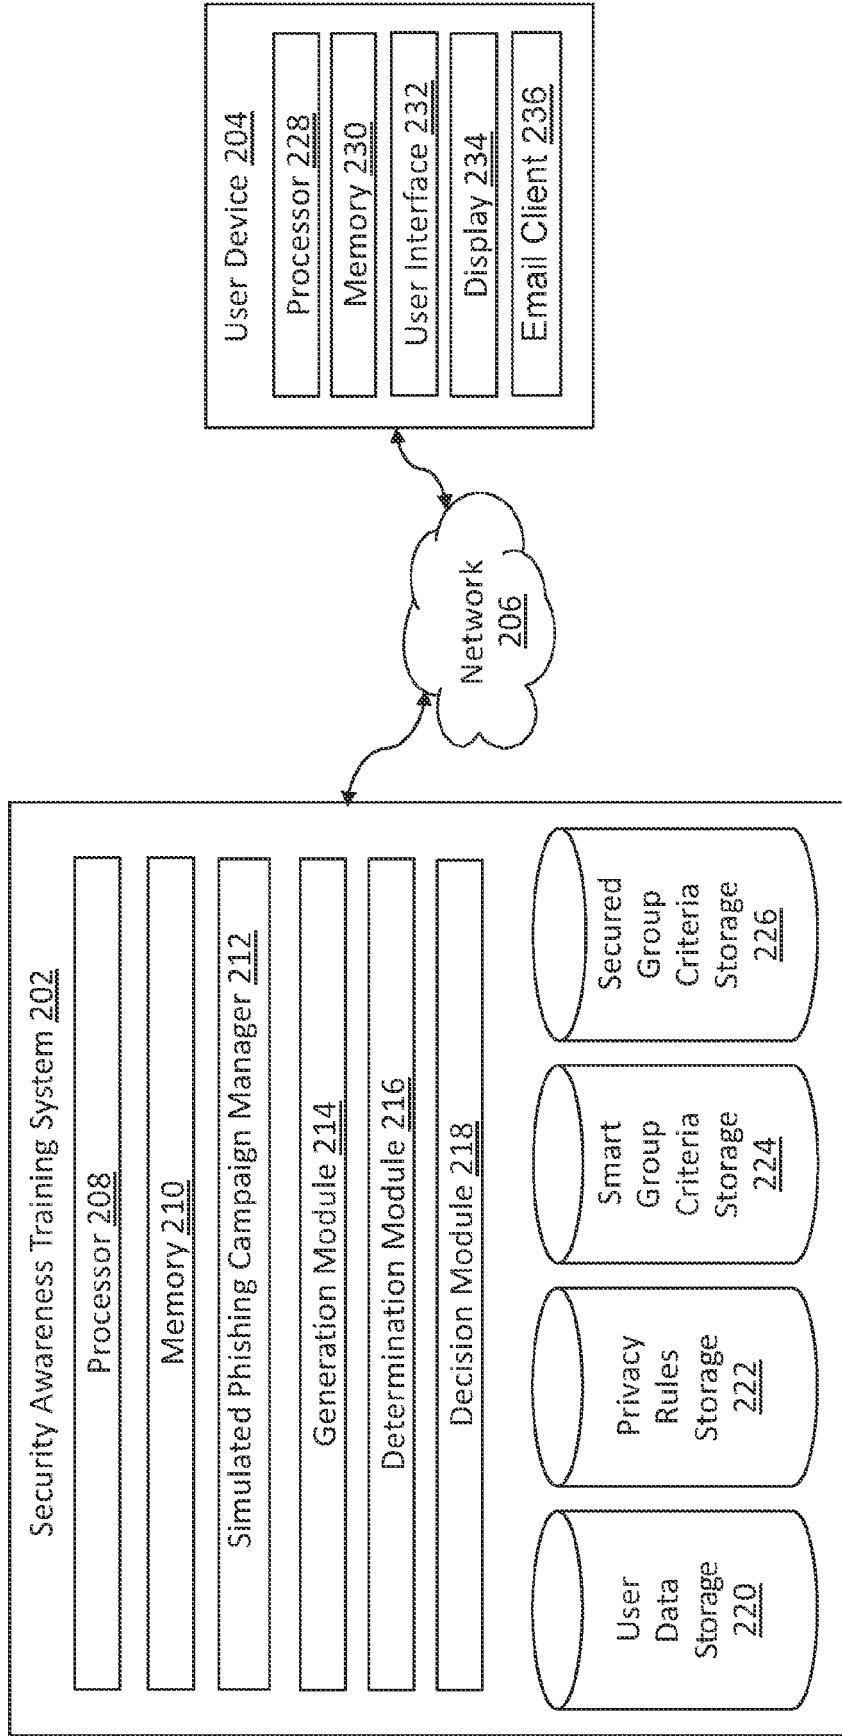 Security Awareness Training System 202
Processor 208
Memory 210
Simulated Phishing Campaign Manager 212
Generation Module 214
Determination Module 216
Decision Module 218
User
Data
Storage
220
Privacy
Rules
Storage
222
Smart
Group
Criteria
Storage
224
Secured
Group
Criteria
Storage
226
Network
206
User Device 204
Processor 228
Memory 230
User Interface 232
Display 234
Email Client 236